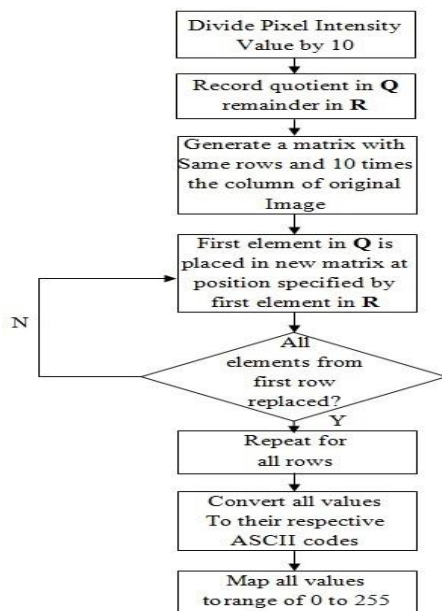 Divide Pixel Intensity
Value by 10
Record quotient in Q
remainder in R
Generate a matrix with
Same rows and 10 times
the column of original
Image
First element in Q is
placed in new matrix at
position specified by
first element in R
N
All
elements from
first row
replaced?
Y
Repeat for
all rows
Convert all values
To their respective
ASCII codes
Map all values
to range of 0 to 255